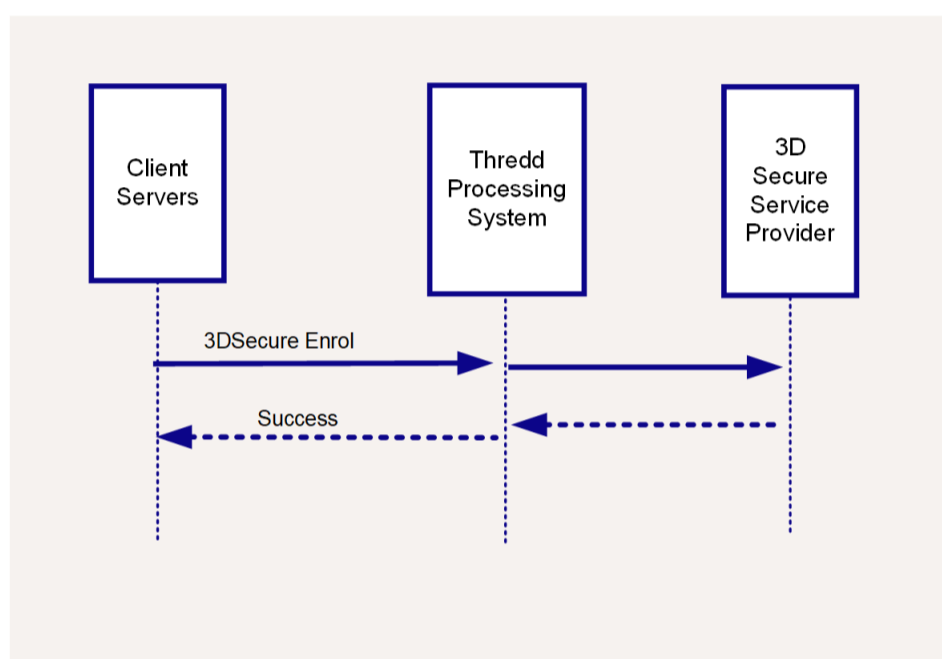 Client
Servers
Thredd
Processing
System
3D
Secure
Service
Provider
3DSecure Enrol
Success